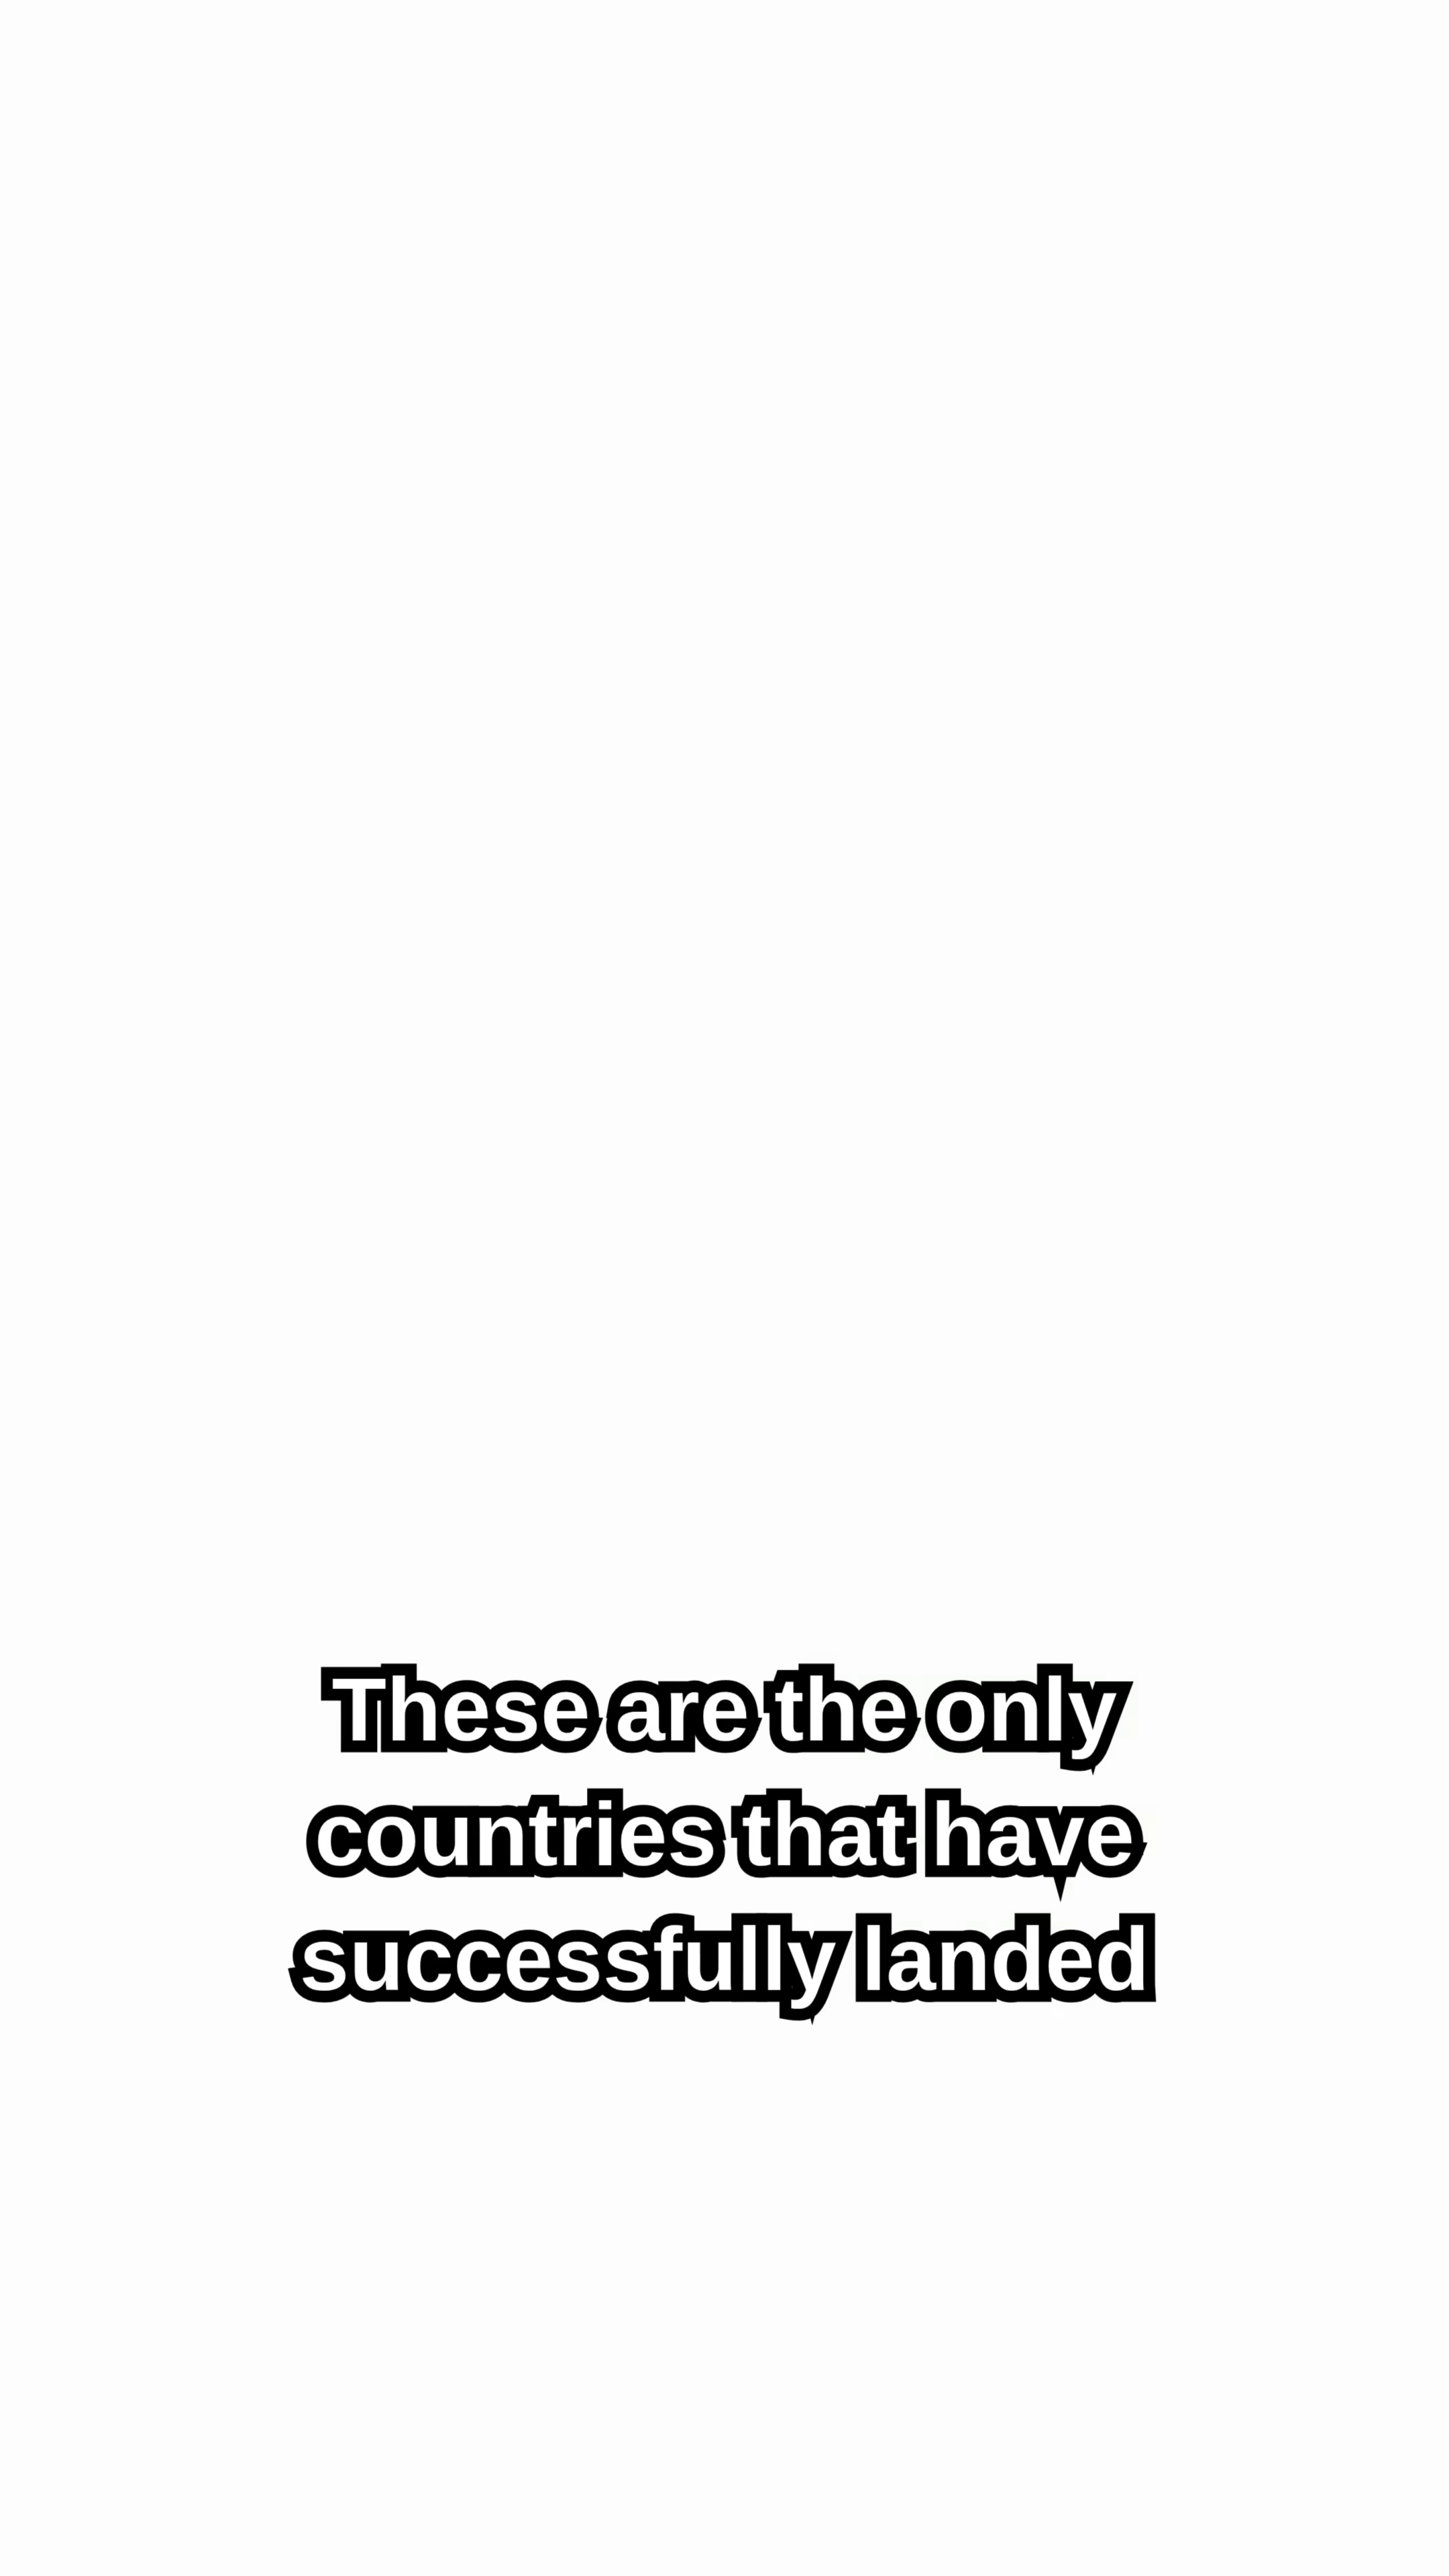 These are the only
countries that have
successfully landed